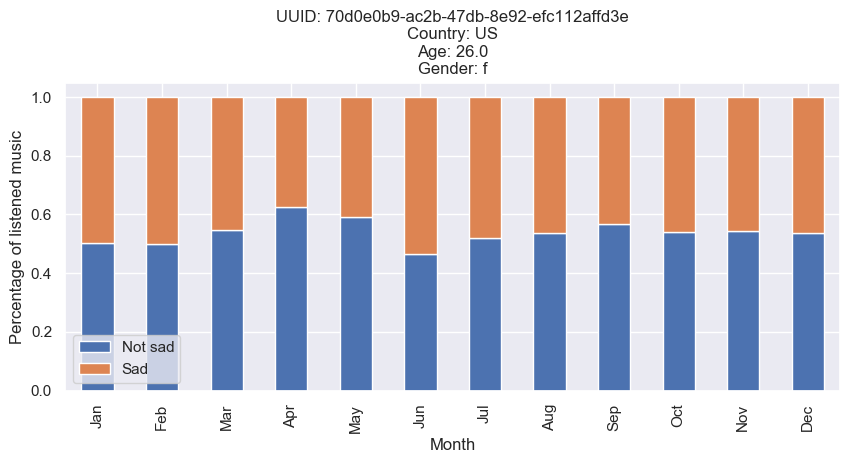 UUID: 70d0e0b9-ac2b-47db-8e92-efc112affd3e
Country: US
Age: 26.0
Gender: f
Percentage of listened music
1.0
0.8
0.6
0.4
0.2
0.0
Not sad
Sad
Jan
Feb
Mar
Apr
May
Jun
Jul
Aug
Sep
Oct
Nov
Dec
Month